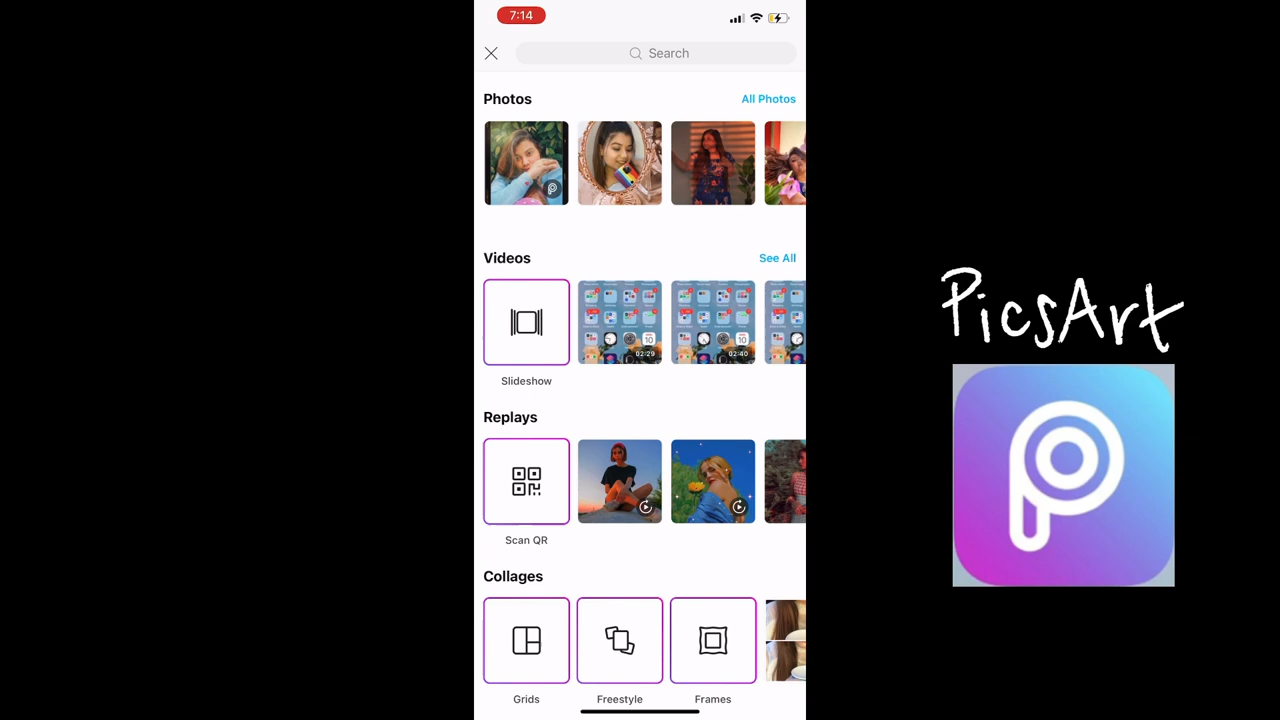 7:14
Search
Photos
All Photos
Videos
See All
02:29
02:40
Slideshow
Replays
Scan QR
Collages
Grids
Freestyle
Frames
PicsArt